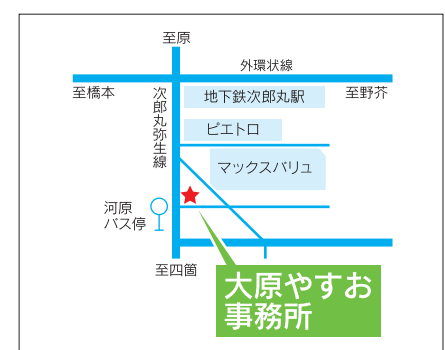 至原
外環状線
至橋本
地下鉄次郎丸駅
至野芥
次郎丸弥生線
ピエトロ
マックスバリュ
河原
バス停
至四箇
大原やすお
事務所